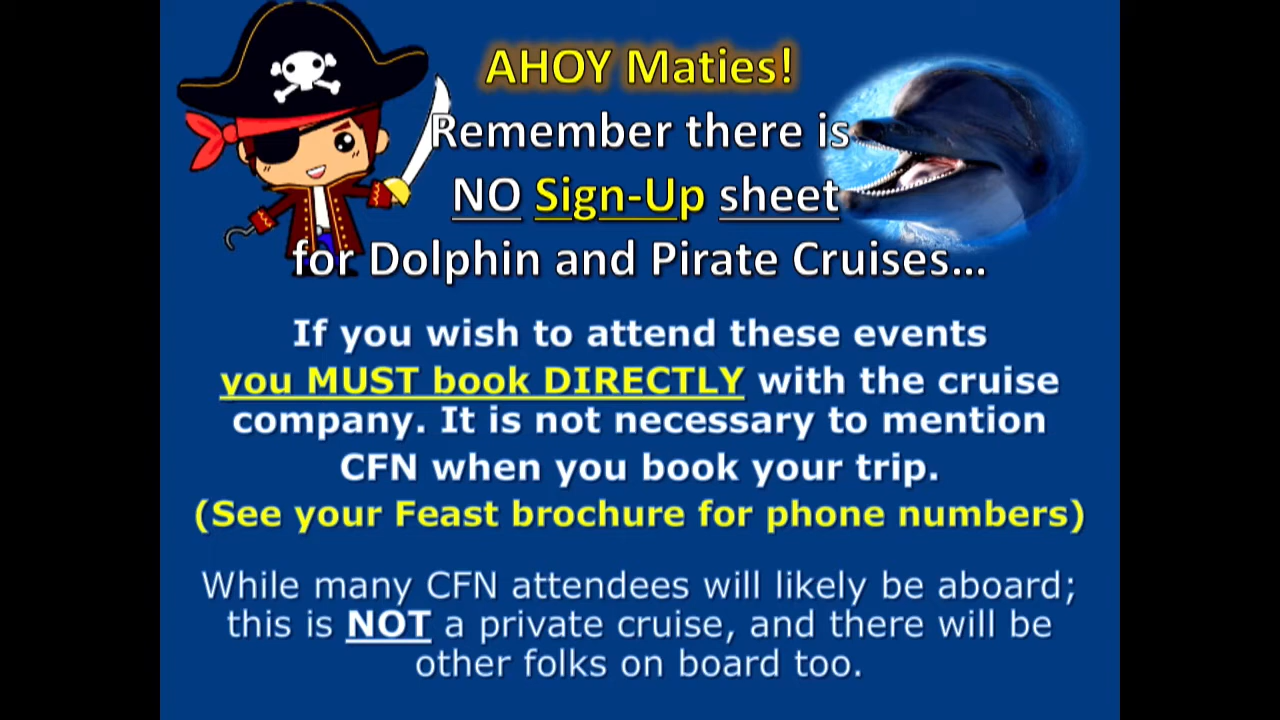 AHOY Maties!
Remember there is
NO Sign-Up sheet
for Dolphin and Pirate Cruises...
If you wish to attend these events
you MUST book DIRECTLY with the cruise
company. It is not necessary to mention
CFN when you book your trip.
(See your Feast brochure for phone numbers)
While many CFN attendees will likely be aboard;
this is NOT a private cruise, and there will be
other folks on board too.